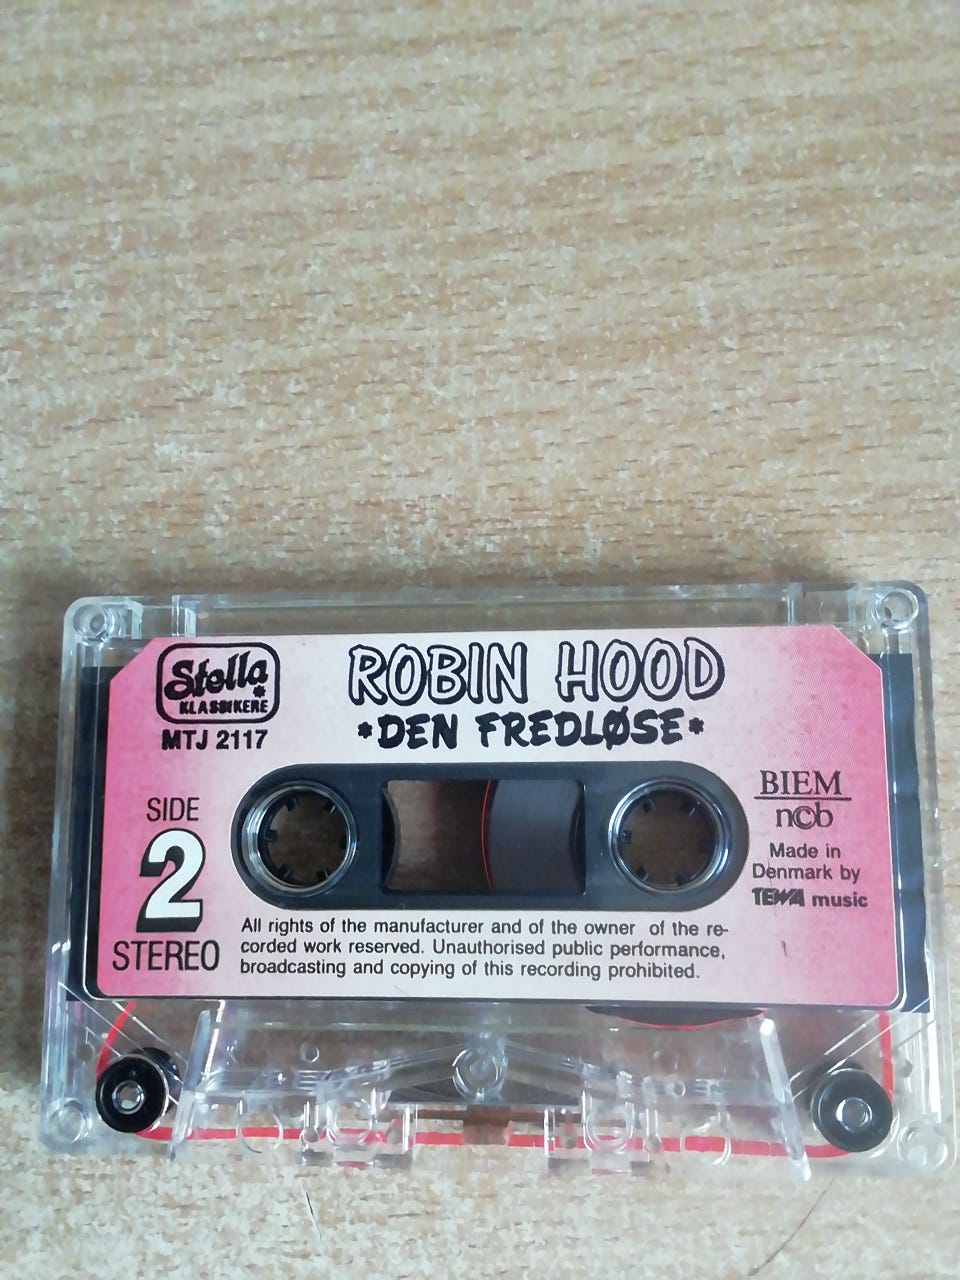 Stella
KLASSIKERE
MTJ 2117
ROBIN HOOD
*DEN FREDLØSE*
SIDE
2
STEREO
BIEM
ncb
Made in
Denmark by
TEWA music
All rights of the manufacturer and of the owner of the re-
corded work reserved. Unauthorised public performance,
broadcasting and copying of this recording prohibited.